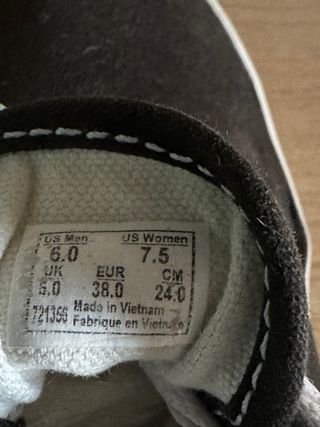 US Men US Women
6.0 7.5
UK EUR CM
5.0 38.0 24.0
721356 Made in Vietnam
Fabriqué en Vietnam